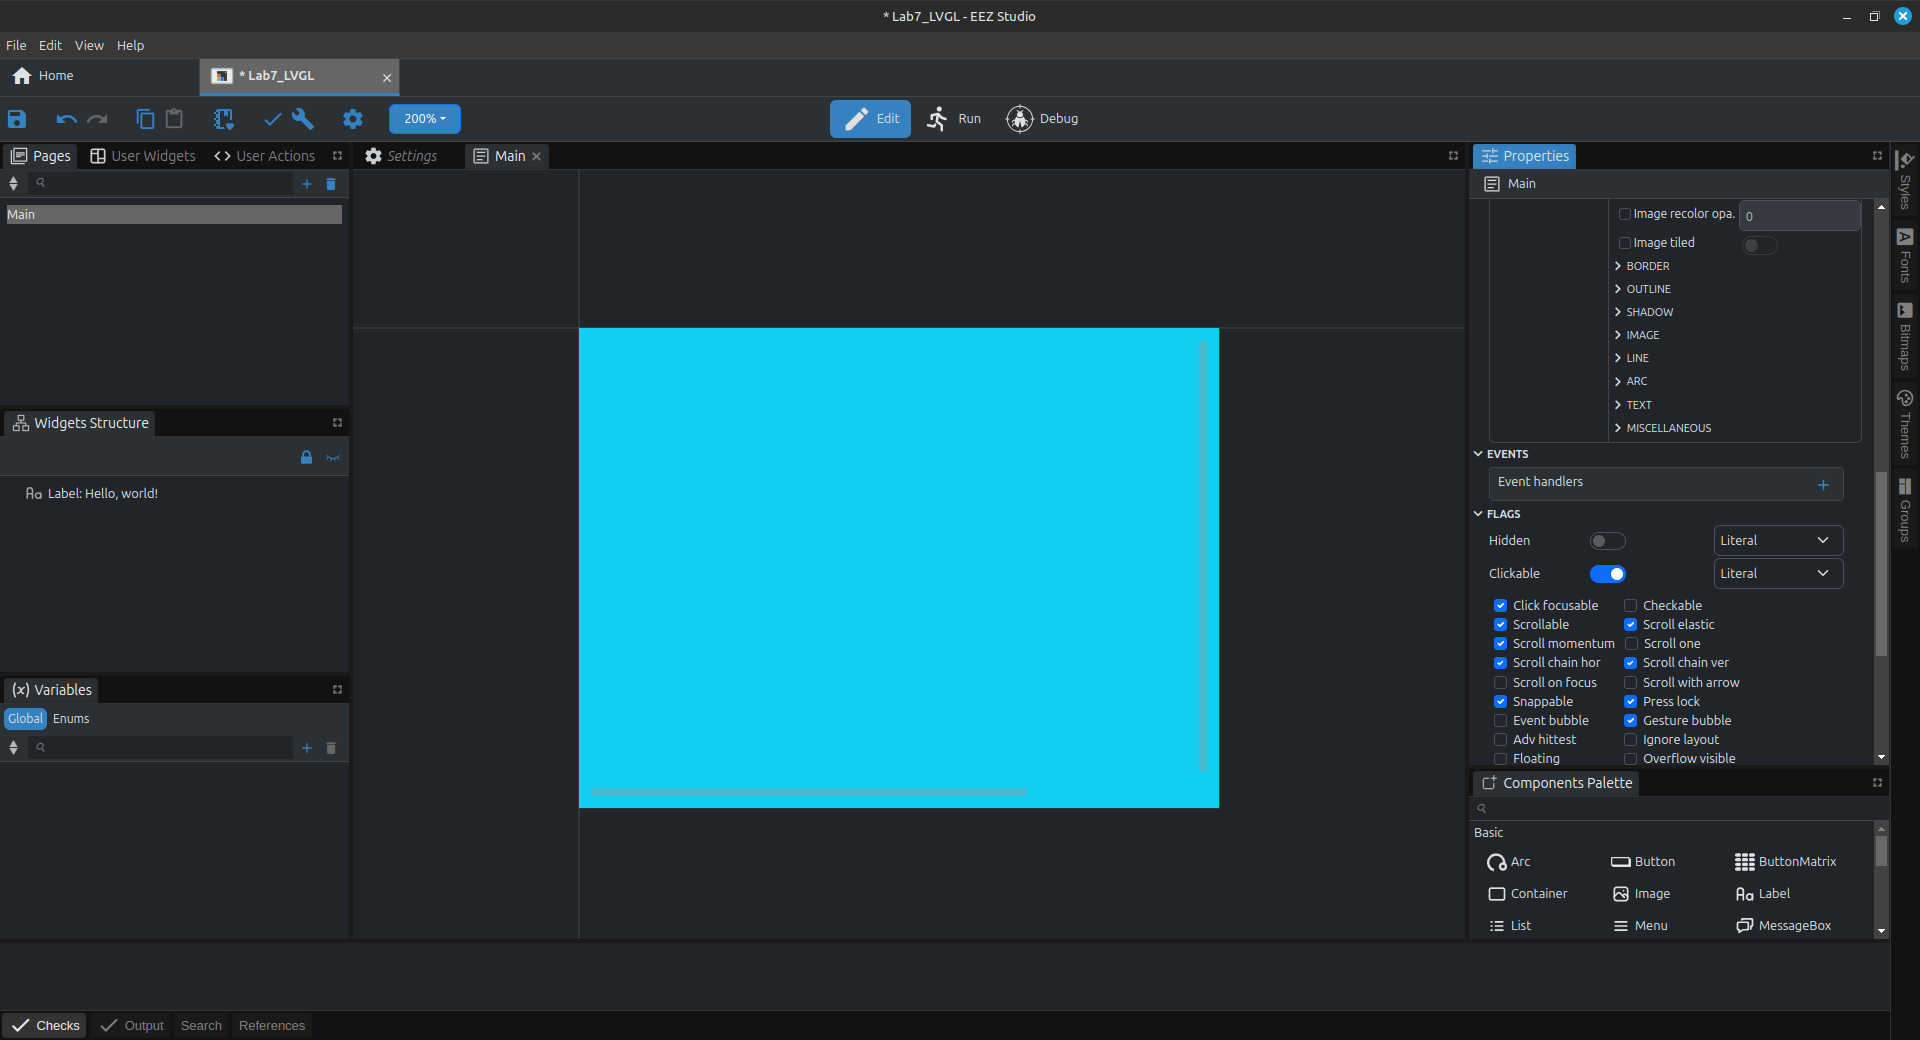 * Lab7_LVGL - EEZ Studio
File Edit View Help
Home
* Lab7_LVGL
200%
Edit
Run
Debug
Pages
User Widgets
User Actions
Main
Widgets Structure
Label: Hello, world!
Variables
Global
Enums
Settings
Main
Properties
Main
Image recolor opa.
0
Image tiled
BORDER
OUTLINE
SHADOW
IMAGE
LINE
ARC
TEXT
MISCELLANEOUS
EVENTS
Event handlers
FLAGS
Hidden
Literal
Clickable
Literal
Click focusable
Checkable
Scrollable
Scroll elastic
Scroll momentum
Scroll one
Scroll chain hor
Scroll chain ver
Scroll on focus
Scroll with arrow
Snappable
Press lock
Event bubble
Gesture bubble
Adv hittest
Ignore layout
Floating
Overflow visible
Components Palette
Basic
Arc
Button
ButtonMatrix
Container
Image
Label
List
Menu
MessageBox
Styles
Fonts
Bitmaps
Themes
Groups
Checks
Output
Search
References